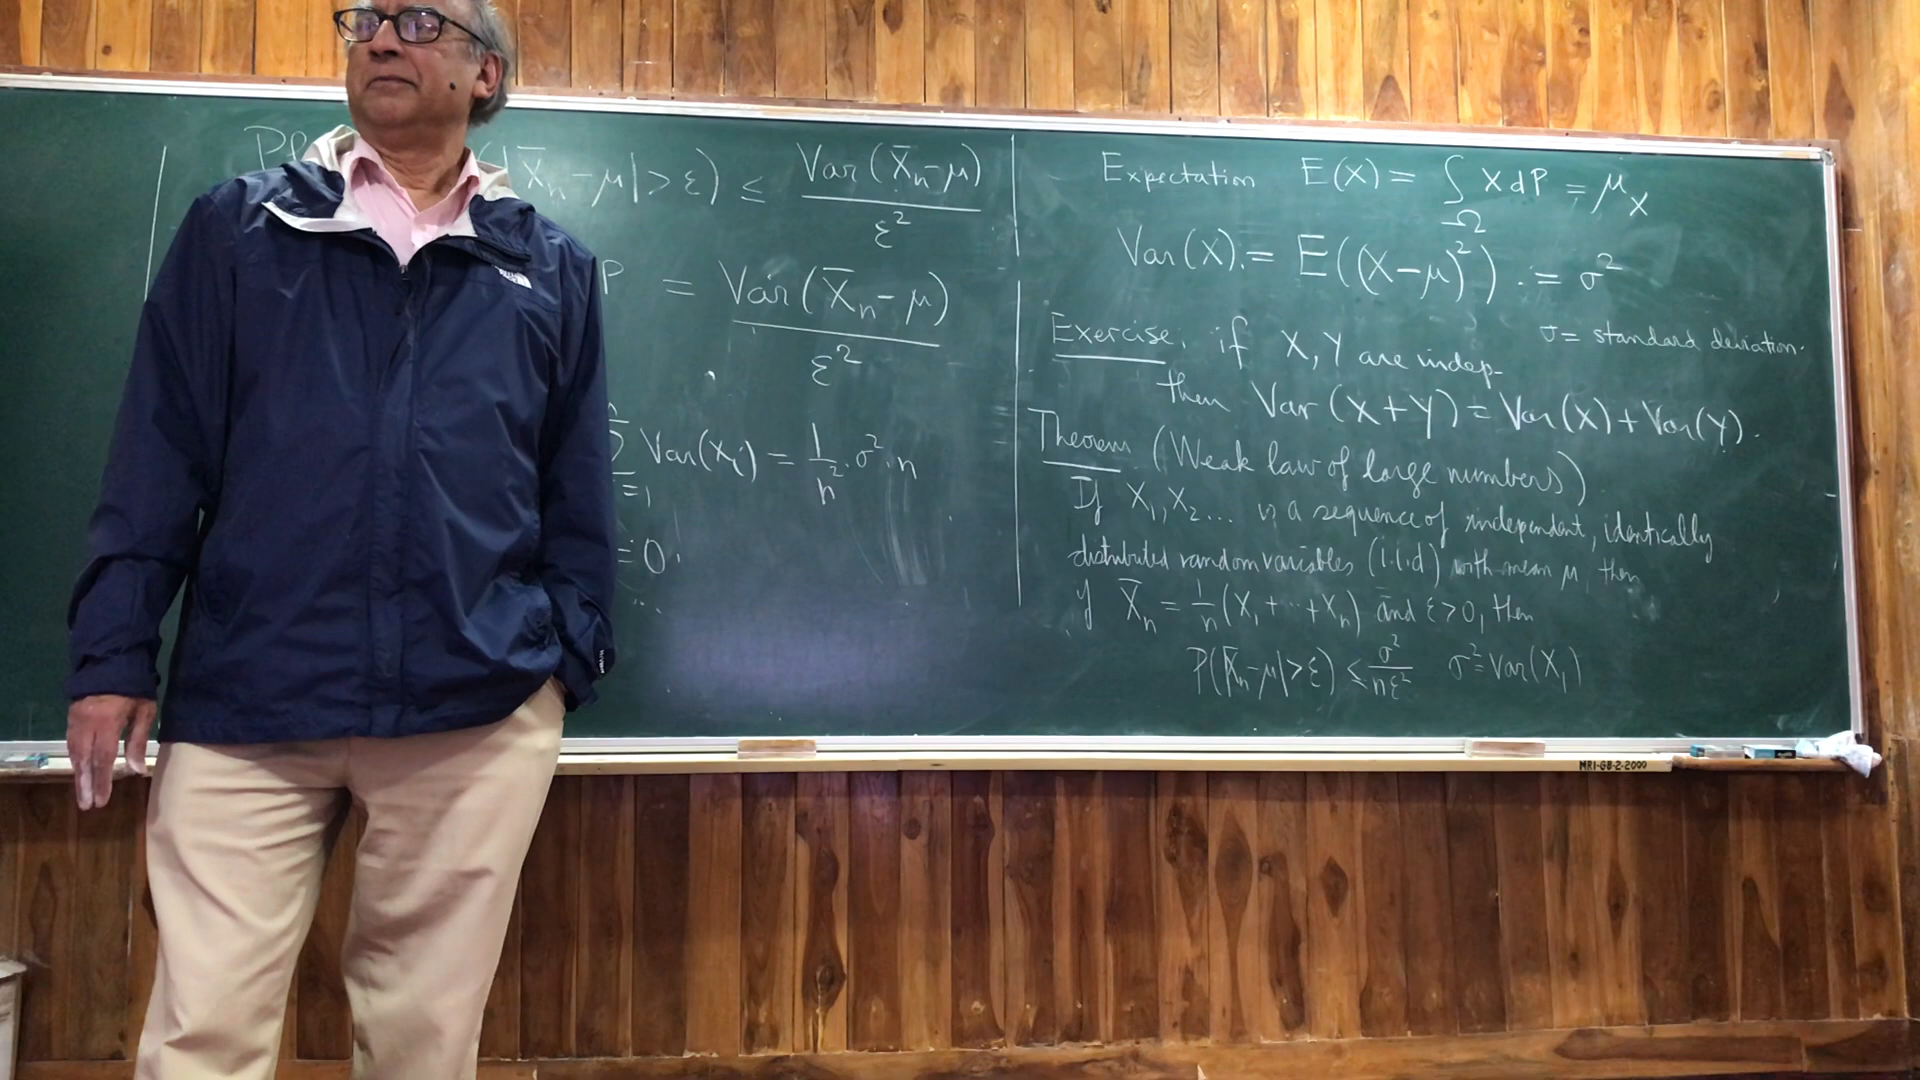 (|X̄ₙ-μ|>ε) ≤ Var(X̄ₙ-μ)/ε²
P = Var(X̄ₙ-μ)/ε²
Var(Xᵢ) = 1/n²·σ²·n
=1
=0.
Expectation E(X) = ∫_Ω X dP = μ_X
Var(X) = E((X-μ)²) = σ²
σ = standard deviation.
Exercise. if X, Y are indep-
then Var(X+Y) = Var(X)+Var(Y).
Theorem (Weak law of large numbers)
If X₁, X₂... is a sequence of independent, identically
distributed random variables (i.i.d) with mean μ, then
if X̄ₙ = 1/n(X₁+...+Xₙ) and ε>0, then
P(|X̄ₙ-μ|>ε) ≤ σ²/nε² σ²=Var(X₁)
MRI-GB-2-2000